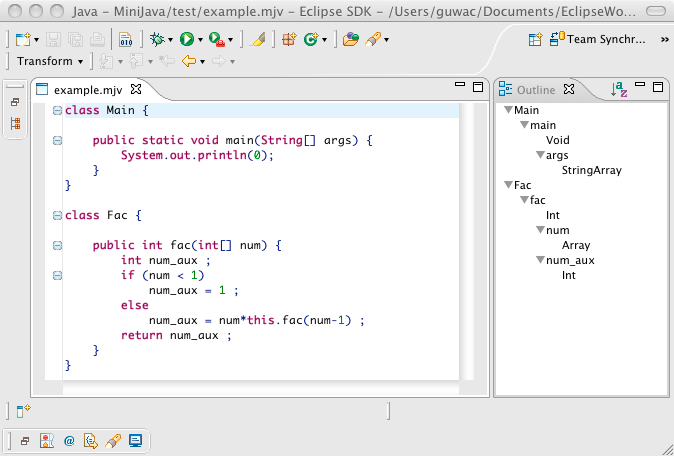 Java – MiniJava/test/example.mjv – Eclipse SDK – /Users/guwac/Documents/EclipseWo...
010
Team Synchr...
»
Transform
example.mjv
class Main {
public static void main(String[] args) {
System.out.println(0);
}
}
class Fac {
public int fac(int[] num) {
int num_aux ;
if (num < 1)
num_aux = 1 ;
else
num_aux = num*this.fac(num-1) ;
return num_aux ;
}
}
Outline
a
z
Main
main
Void
args
StringArray
Fac
fac
Int
num
Array
num_aux
Int
@